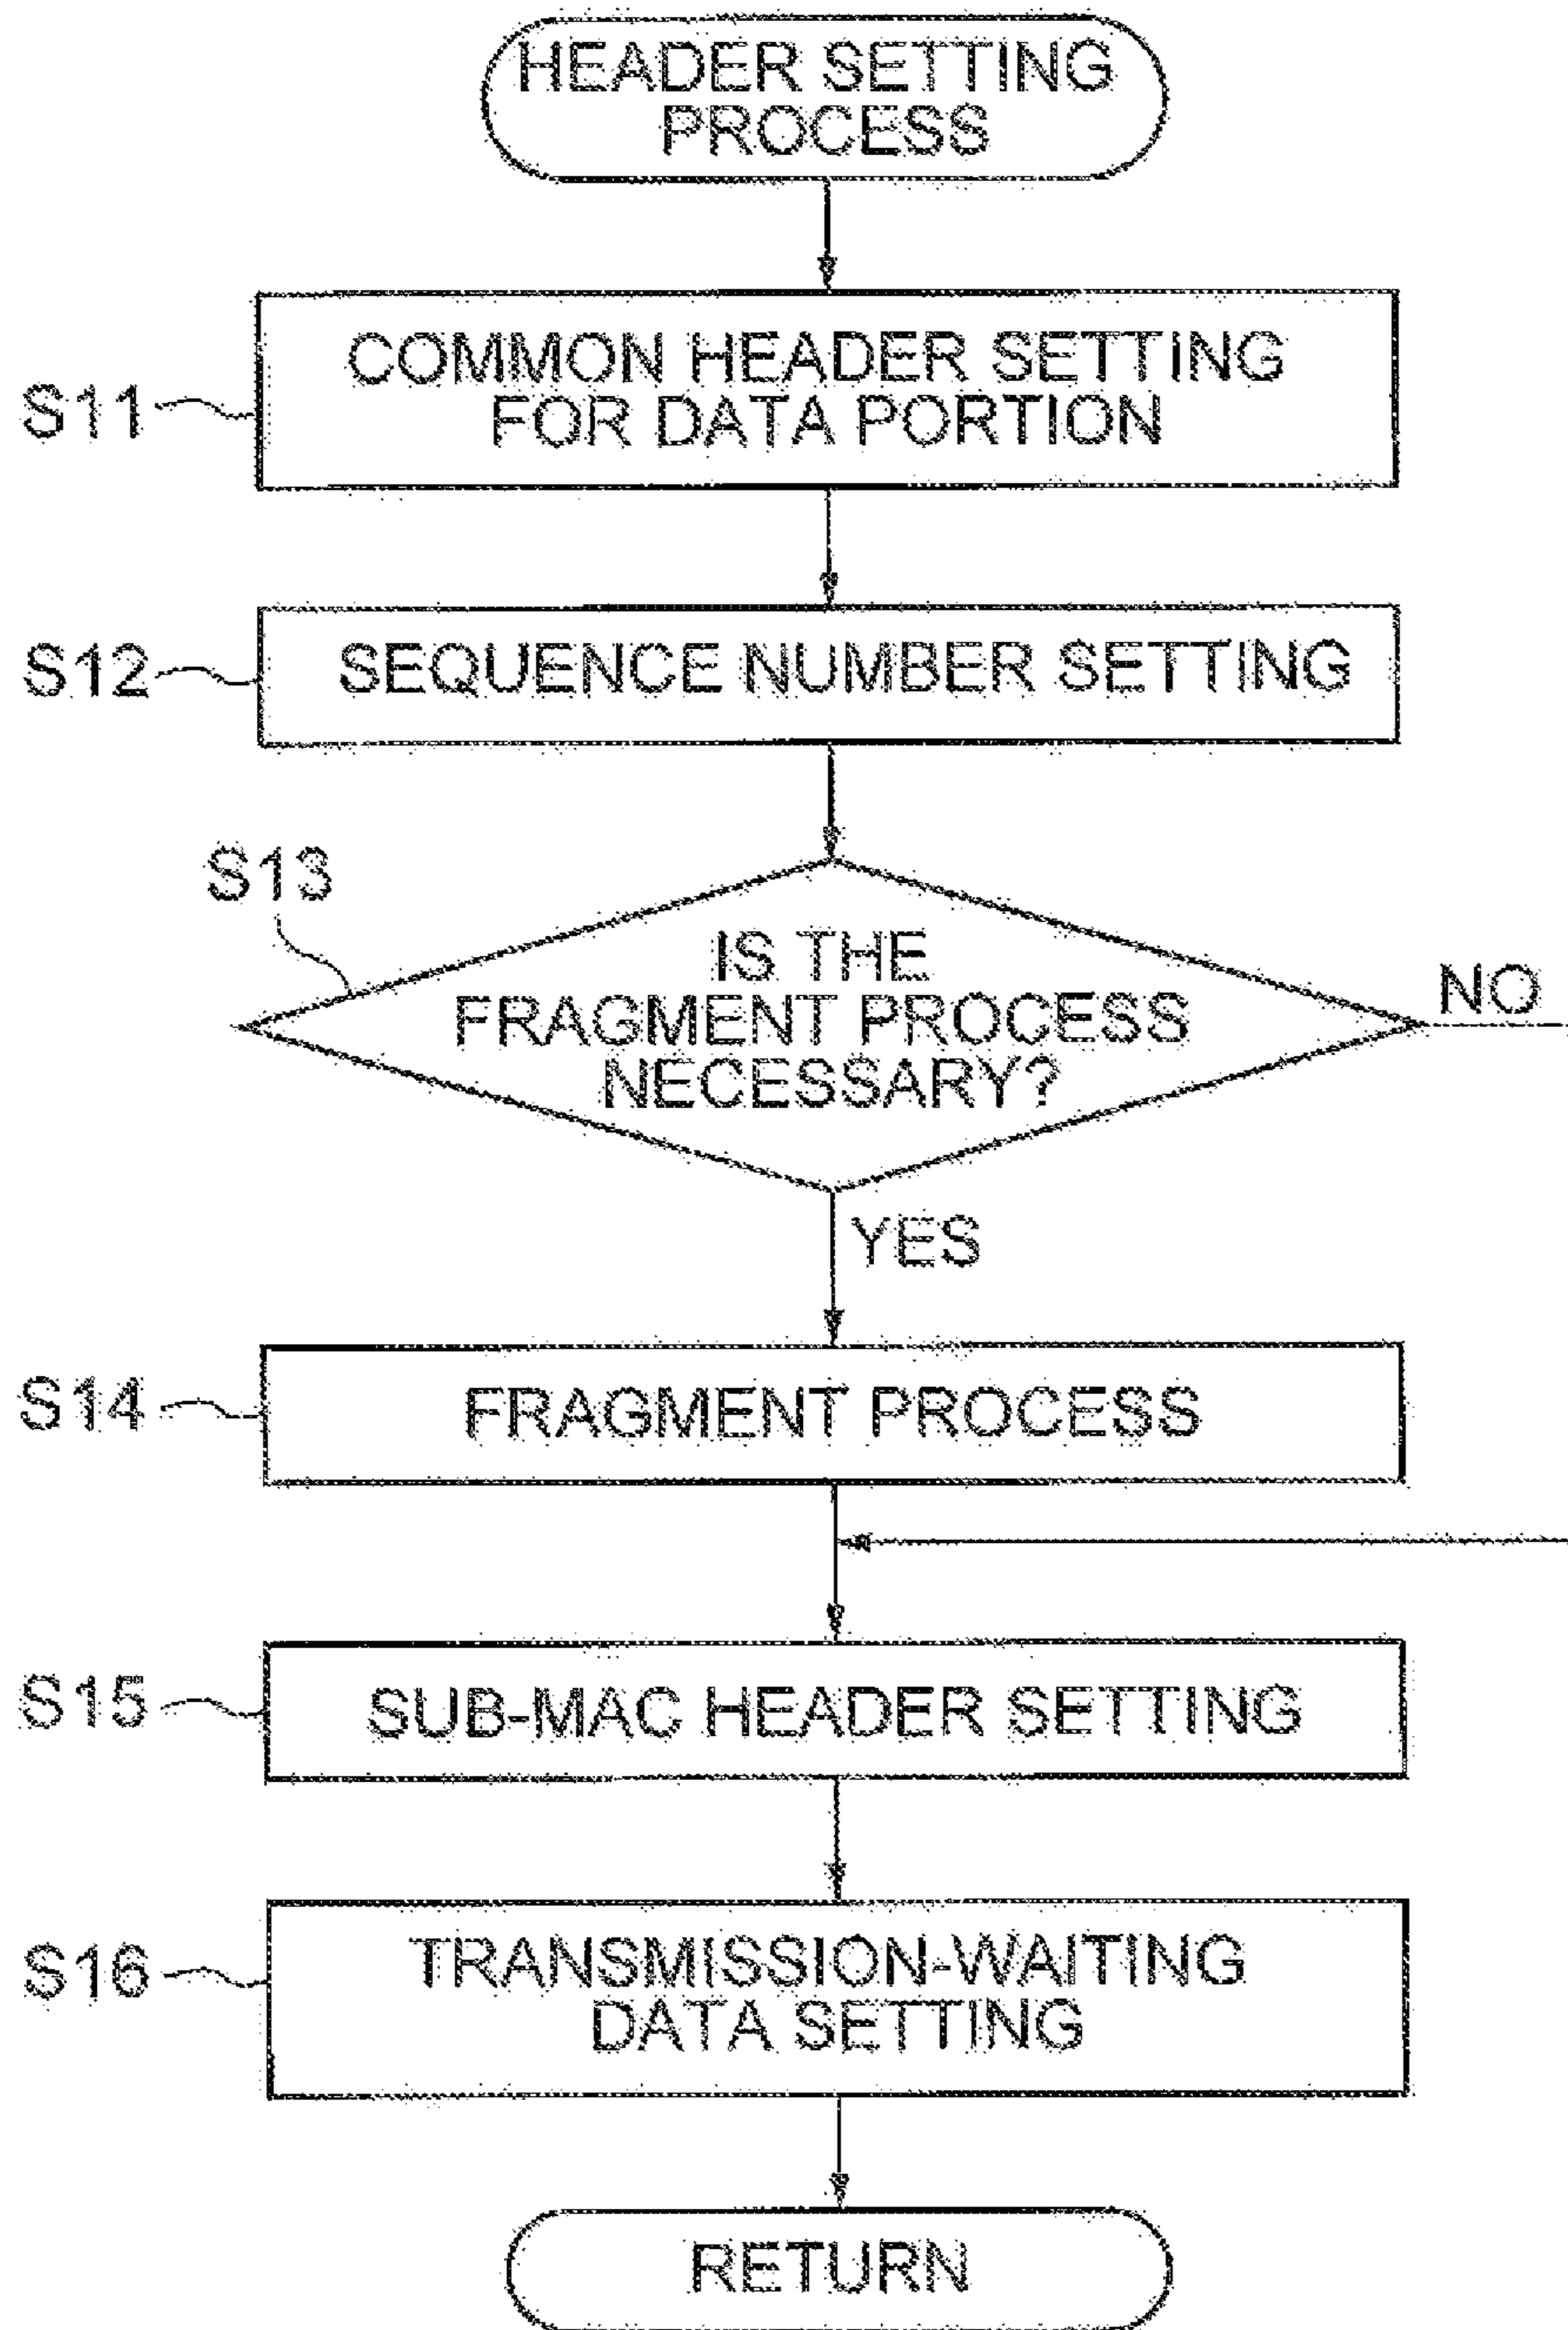 HEADER SETTING
PROCESS
S11
COMMON HEADER SETTING
FOR DATA PORTION
S12
SEQUENCE NUMBER SETTING
S13
IS THE
FRAGMENT PROCESS
NECESSARY?
NO
YES
S14
FRAGMENT PROCESS
S15
SUB-MAC HEADER SETTING
S16
TRANSMISSION-WAITING
DATA SETTING
RETURN